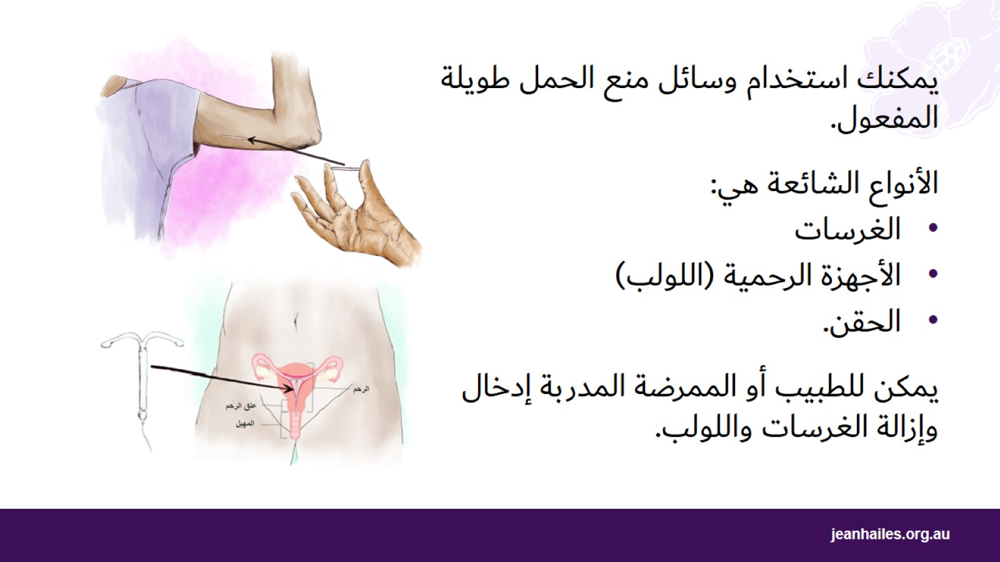 يمكنك استخدام وسائل منع الحمل طويلة
المفعول.
الأنواع الشائعة هي:
• الغرسات
• الأجهزة الرحمية (اللولب)
• الحقن.
يمكن للطبيب أو الممرضة المدربة إدخال
وإزالة الغرسات واللولب.
الرحم
عنق الرحم
المهبل
jeanhailes.org.au